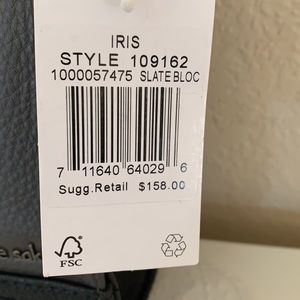 IRIS
STYLE 109162
1000057475 SLATE BLOC
7 11640 64029 6
Sugg.Retail $158.00
FSC